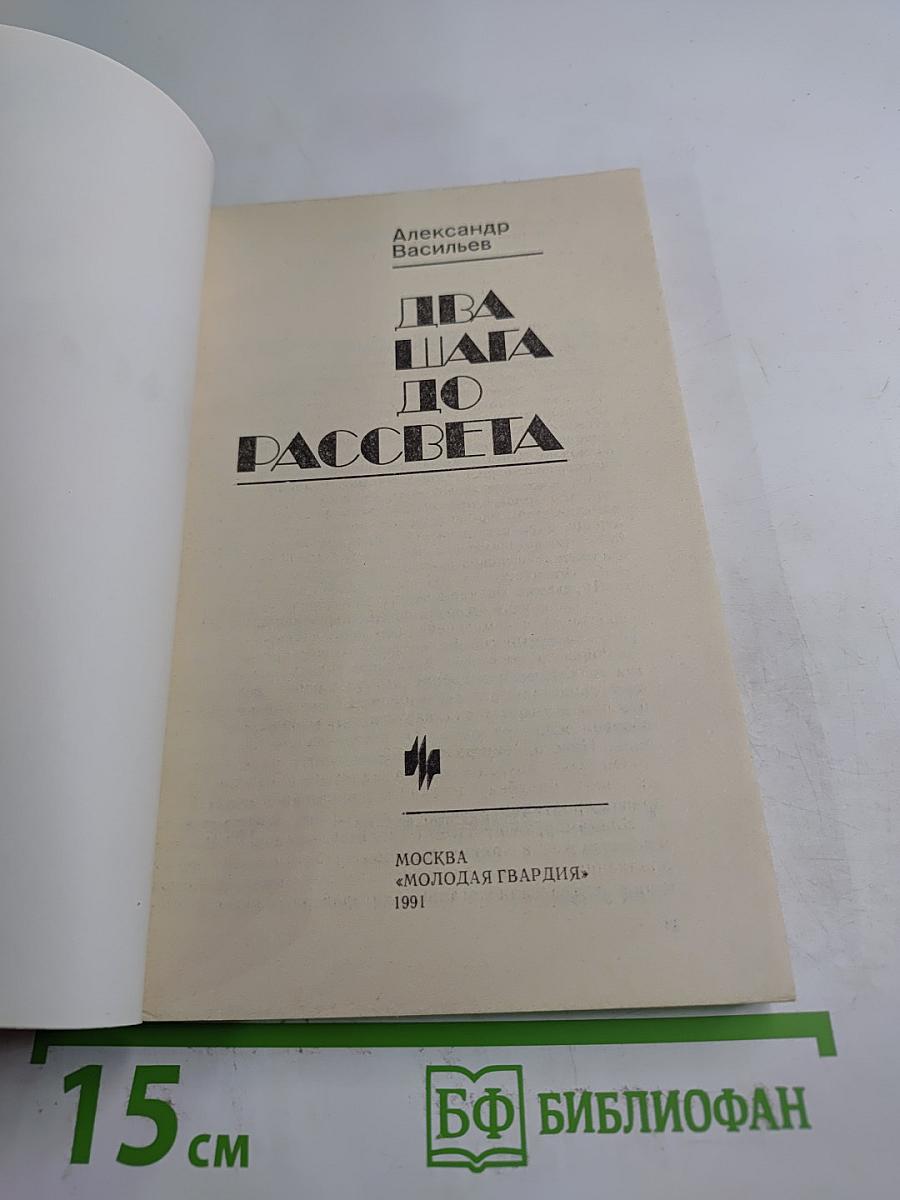 Александр
Васильев
ДВА
ШАГА
ДО
РАССВЕТА
МОСКВА
«МОЛОДАЯ ГВАРДИЯ»
1991
15 см
БФ БИБЛИОФАН